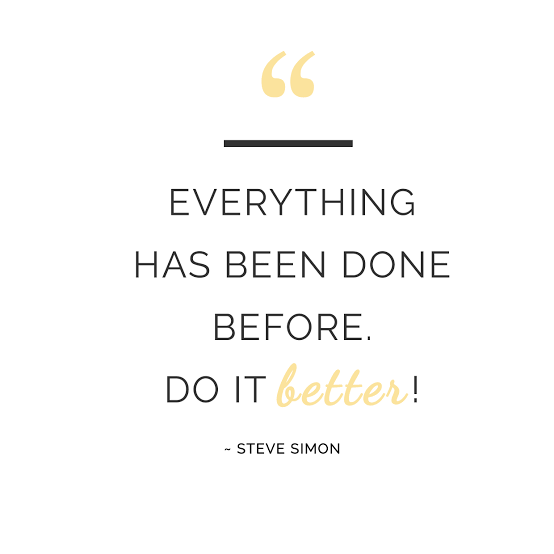 “
EVERYTHING
HAS BEEN DONE
BEFORE.
DO IT better!
~ STEVE SIMON